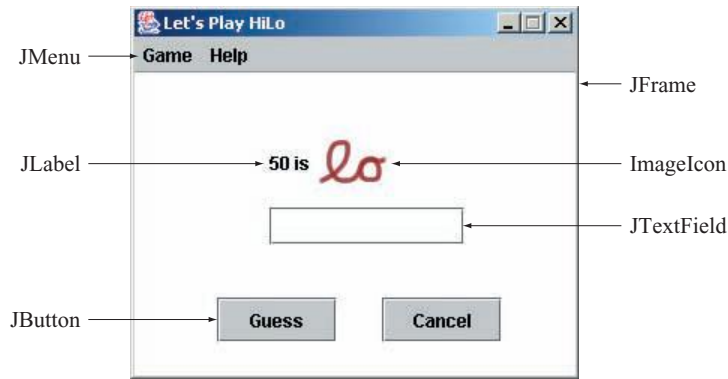 Let's Play HiLo
JMenu
Game Help
JFrame
JLabel
50 is lo
ImageIcon
JTextField
JButton
Guess
Cancel